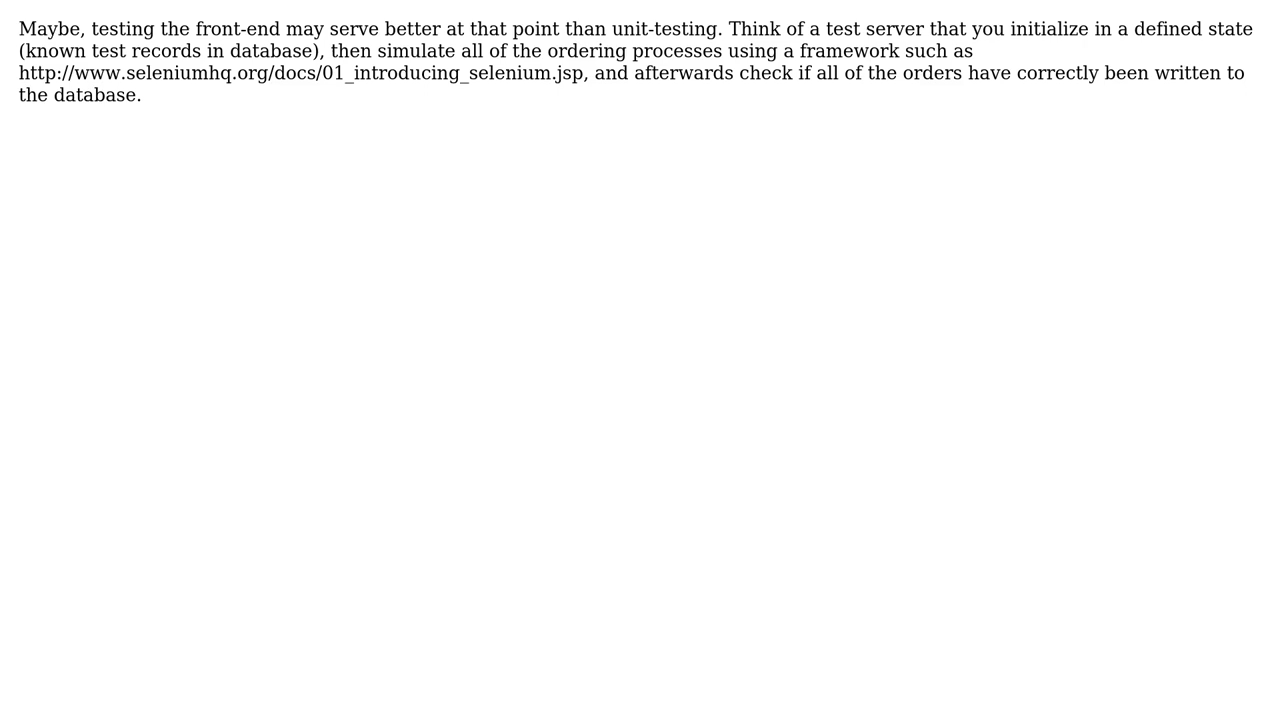 Maybe, testing the front-end may serve better at that point than unit-testing. Think of a test server that you initialize in a defined state
(known test records in database), then simulate all of the ordering processes using a framework such as
http://www.seleniumhq.org/docs/01_introducing_selenium.jsp, and afterwards check if all of the orders have correctly been written to
the database.